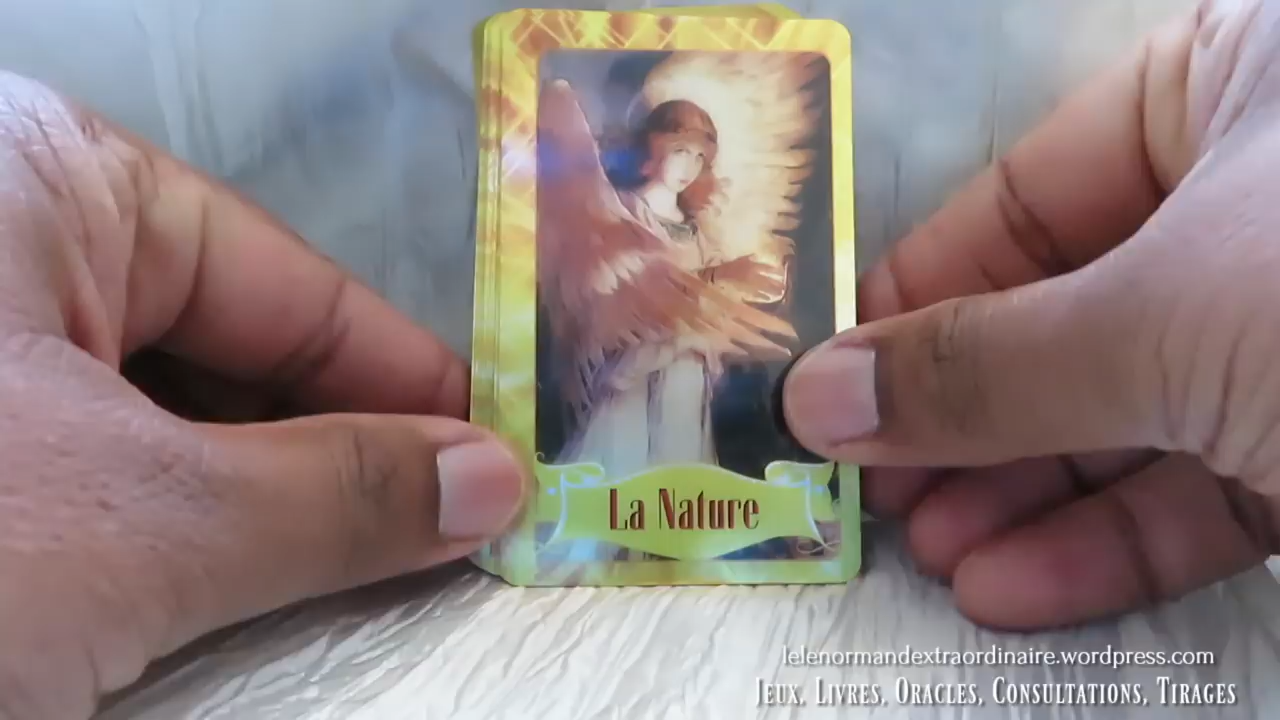 La Nature
lelenormandextraordinaire.wordpress.com
Jeux, Livres, Oracles, Consultations, Tirages